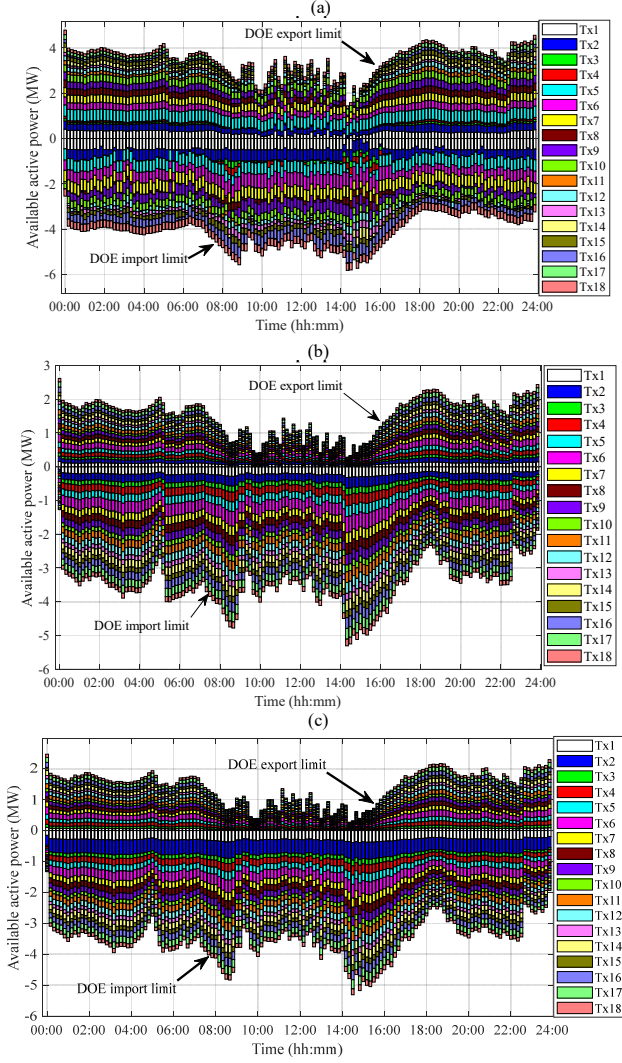 (a)
DOE export limit
Available active power (MW)
4
2
0
-2
-4
-6
DOE import limit
00:00 02:00 04:00 06:00 08:00 10:00 12:00 14:00 16:00 18:00 20:00 22:00 24:00
Time (hh:mm)
Tx1
Tx2
Tx3
Tx4
Tx5
Tx6
Tx7
Tx8
Tx9
Tx10
Tx11
Tx12
Tx13
Tx14
Tx15
Tx16
Tx17
Tx18
(b)
DOE export limit
Available active power (MW)
3
2
1
0
-1
-2
-3
-4
-5
-6
DOE import limit
00:00 02:00 04:00 06:00 08:00 10:00 12:00 14:00 16:00 18:00 20:00 22:00 24:00
Time (hh:mm)
Tx1
Tx2
Tx3
Tx4
Tx5
Tx6
Tx7
Tx8
Tx9
Tx10
Tx11
Tx12
Tx13
Tx14
Tx15
Tx16
Tx17
Tx18
(c)
DOE export limit
Available active power (MW)
2
1
0
-1
-2
-3
-4
-5
-6
DOE import limit
00:00 02:00 04:00 06:00 08:00 10:00 12:00 14:00 16:00 18:00 20:00 22:00 24:00
Time (hh:mm)
Tx1
Tx2
Tx3
Tx4
Tx5
Tx6
Tx7
Tx8
Tx9
Tx10
Tx11
Tx12
Tx13
Tx14
Tx15
Tx16
Tx17
Tx18